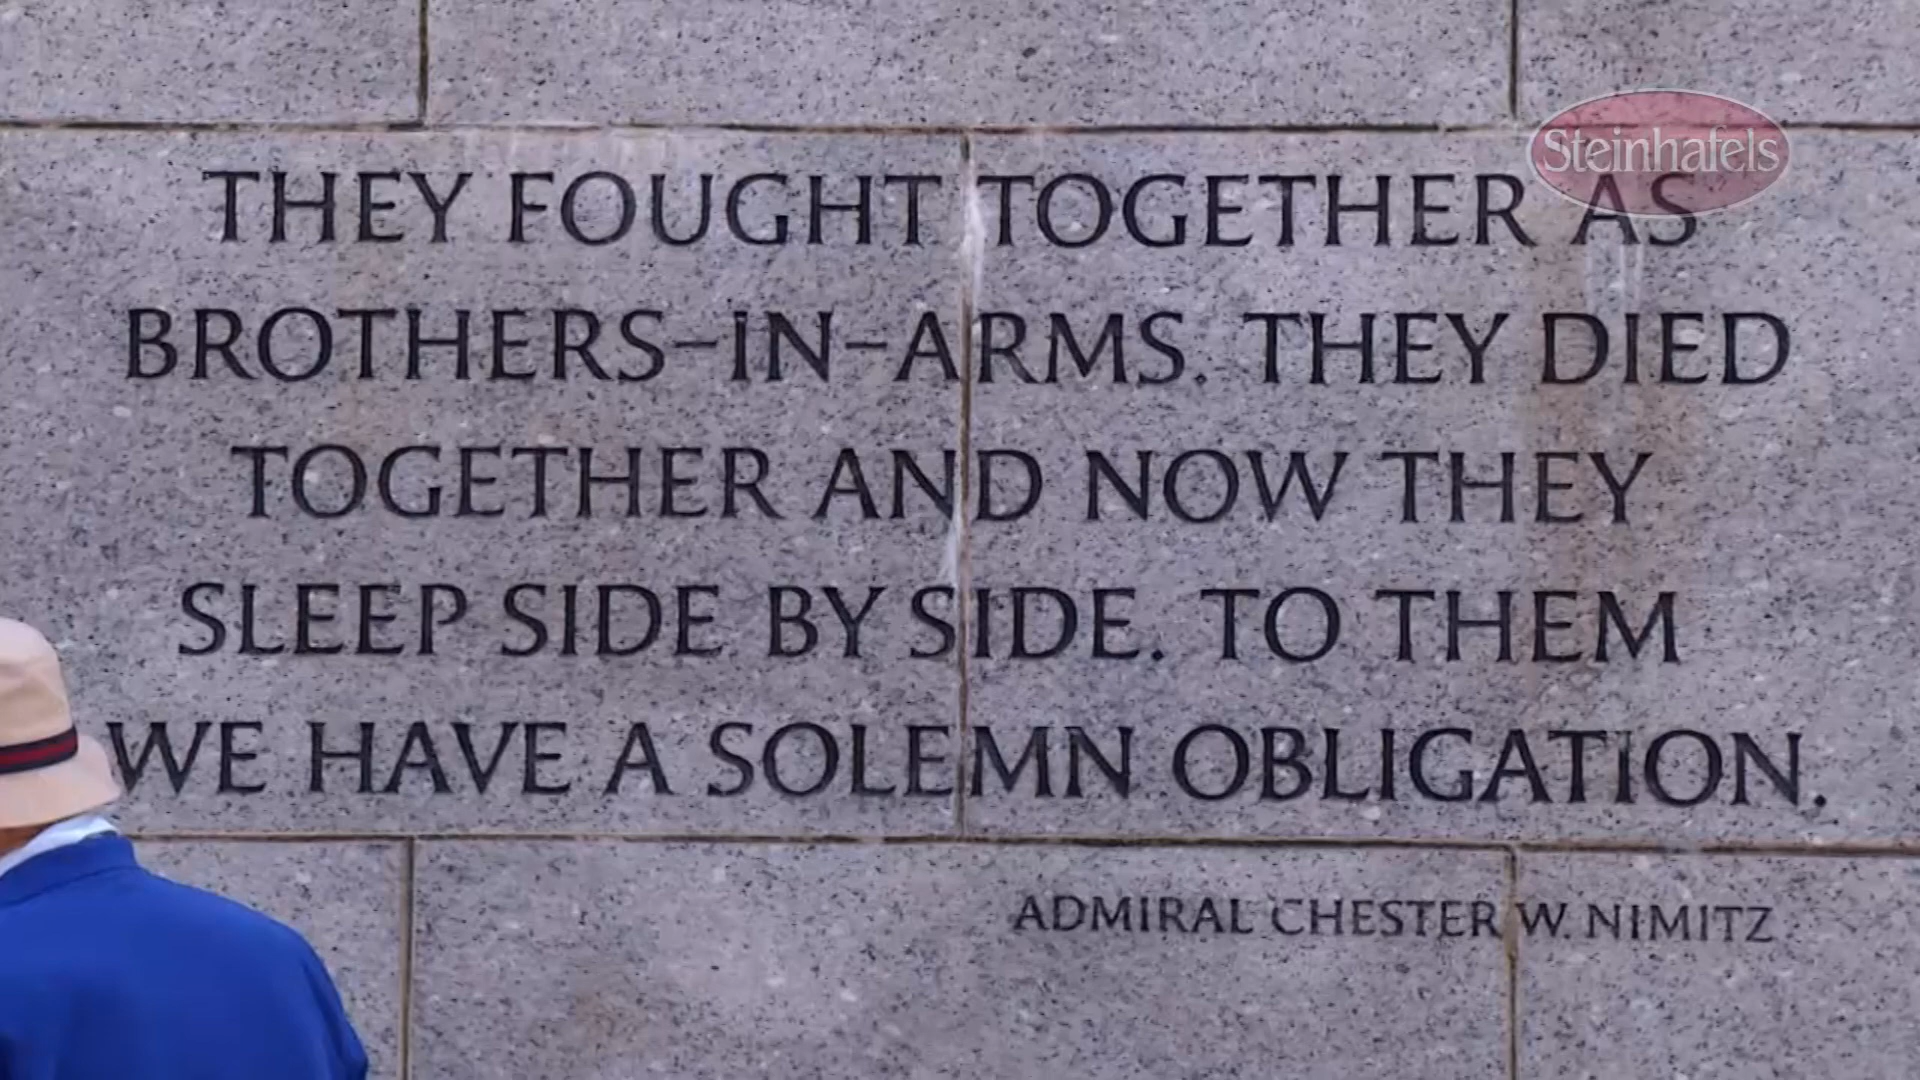 Steinhafels
THEY FOUGHT TOGETHER AS
BROTHERS-IN-ARMS. THEY DIED
TOGETHER AND NOW THEY
SLEEP SIDE BY SIDE. TO THEM
WE HAVE A SOLEMN OBLIGATION.
ADMIRAL CHESTER W. NIMITZ